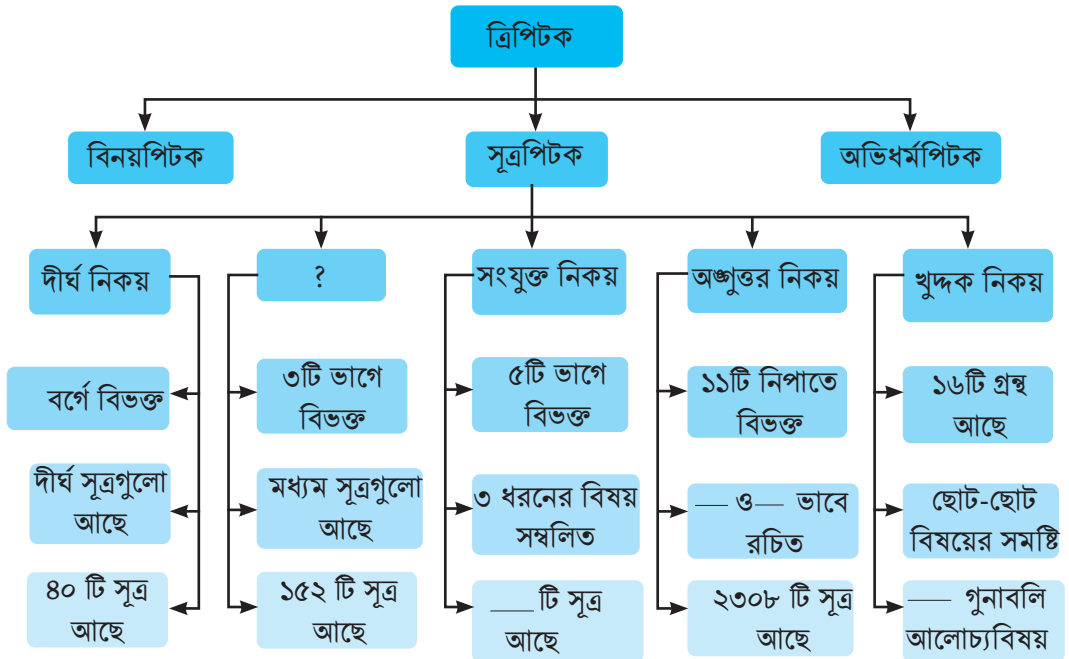 ত্রিপিটক
বিনয়পিটক
সূত্রপিটক
অভিধর্মপিটক
দীর্ঘ নিকয়
?
সংযুক্ত নিকয়
অঙ্গুত্তর নিকয়
খুদ্দক নিকয়
বর্গে বিভক্ত
৩টি ভাগে
বিভক্ত
৫টি ভাগে
বিভক্ত
১১টি নিপাতে
বিভক্ত
১৬টি গ্রন্থ
আছে
দীর্ঘ সূত্রগুলো
আছে
মধ্যম সূত্রগুলো
আছে
৩ ধরনের বিষয়
সম্বলিত
— ও— ভাবে
রচিত
ছোট-ছোট
বিষয়ের সমষ্টি
৪০ টি সূত্র
আছে
১৫২ টি সূত্র
আছে
___ টি সূত্র
আছে
২৩০৮ টি সূত্র
আছে
— গুনাবলি
আলোচ্যবিষয়